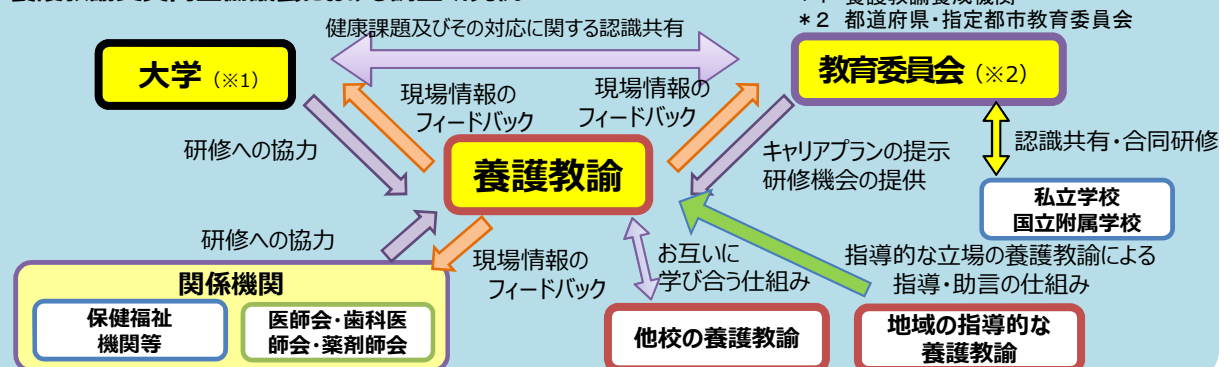 *2 都道府県・指定都市教育委員会
健康課題及びその対応に関する認識共有
大学(※1)
教育委員会(※2)
現場情報の
フィードバック
現場情報の
フィードバック
研修への協力
養護教諭
キャリアプランの提示
研修機会の提供
認識共有・合同研修
私立学校
国立附属学校
研修への協力
現場情報の
フィードバック
お互いに
学び合う仕組み
指導的な立場の養護教諭による
指導・助言の仕組み
関係機関
保健福祉
機関等
医師会・歯科医
師会・薬剤師会
他校の養護教諭
地域の指導的な
養護教諭